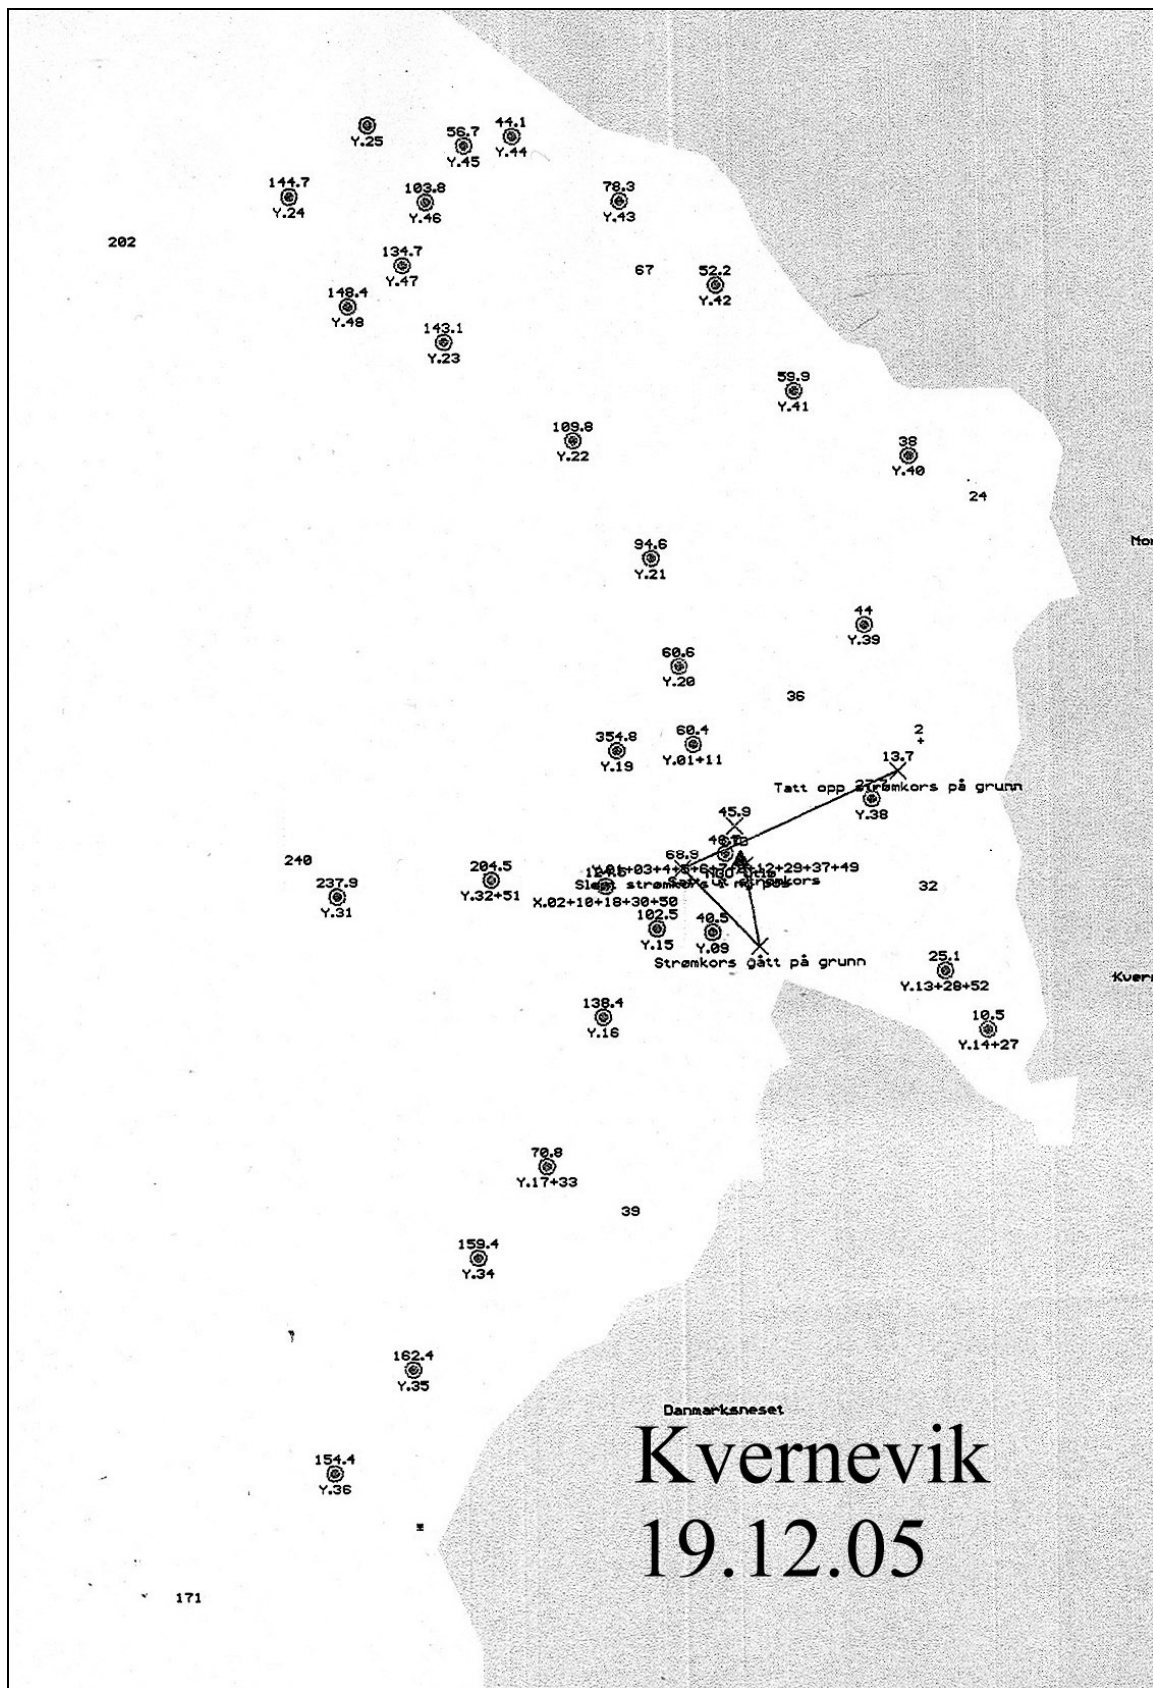 Y.25
56.7
Y.45
44.1
Y.44
144.7
Y.24
103.8
Y.46
78.3
Y.43
202
134.7
Y.47
67
52.2
Y.42
148.4
Y.48
143.1
Y.23
59.9
Y.41
109.8
Y.22
38
Y.40
24
94.6
Y.21
44
Y.39
60.6
Y.20
36
2
354.8
Y.19
60.4
Y.01+11
13.7
Tatt opp strømkors på grunn
Y.38
45.9
68.9
240
204.5
Y.32+51
237.9
Y.31
32
X.02+10+18+30+50
102.5
Y.15
40.5
Y.09
Strømkors gått på grunn
25.1
Y.13+28+52
138.4
Y.16
10.5
Y.14+27
70.8
Y.17+33
39
159.4
Y.34
162.4
Y.35
Danmarksneset
Kvernevik
154.4
Y.36
19.12.05
171